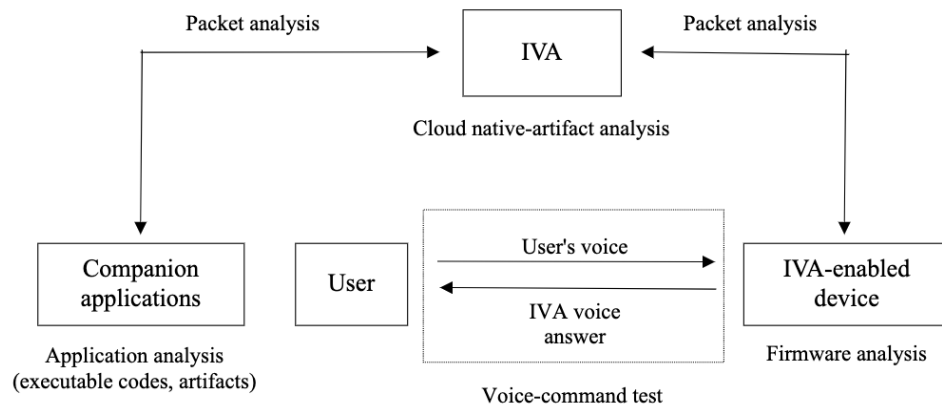 Packet analysis
Packet analysis
IVA
Cloud native-artifact analysis
User's voice
Companion
applications
User
IVA-enabled
device
IVA voice
answer
Application analysis
(executable codes, artifacts)
Firmware analysis
Voice-command test